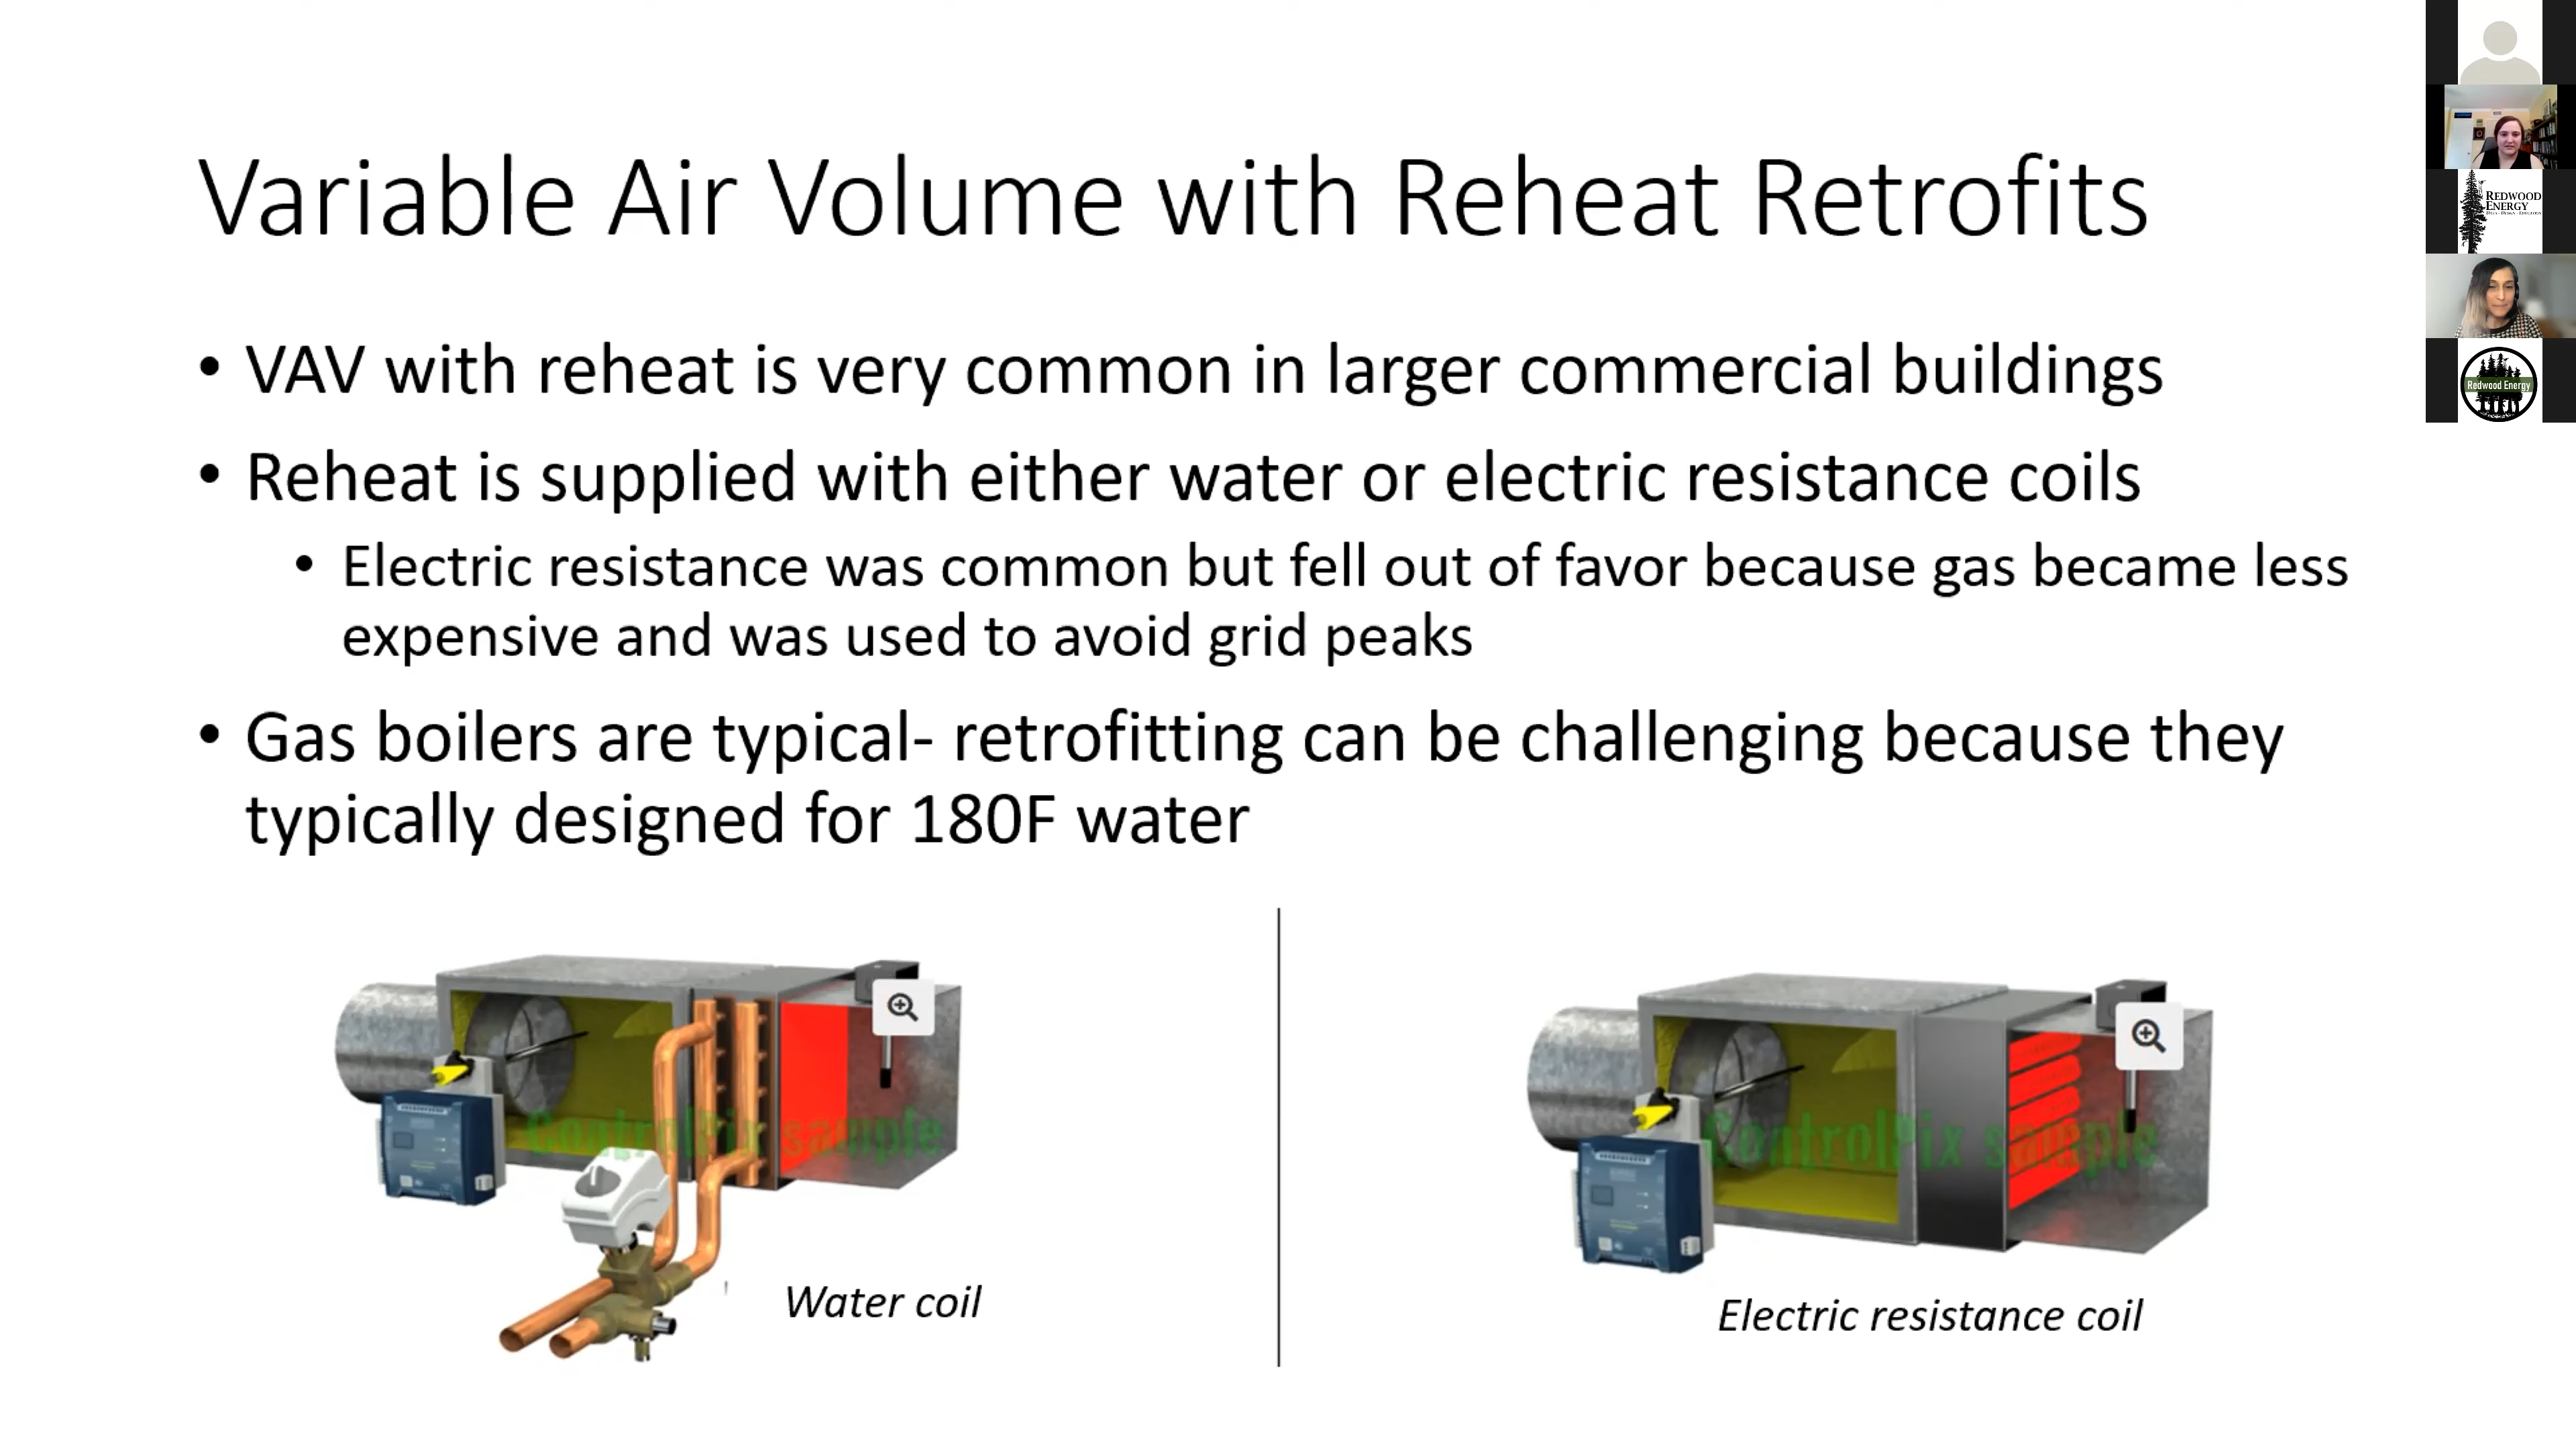 Variable Air Volume with Reheat Retrofits
• VAV with reheat is very common in larger commercial buildings
• Reheat is supplied with either water or electric resistance coils
• Electric resistance was common but fell out of favor because gas became less
expensive and was used to avoid grid peaks
• Gas boilers are typical- retrofitting can be challenging because they
typically designed for 180F water
ControlPix sample
Water coil
ControlPix sample
Electric resistance coil
REDWOOD
ENERGY
Redwood Energy